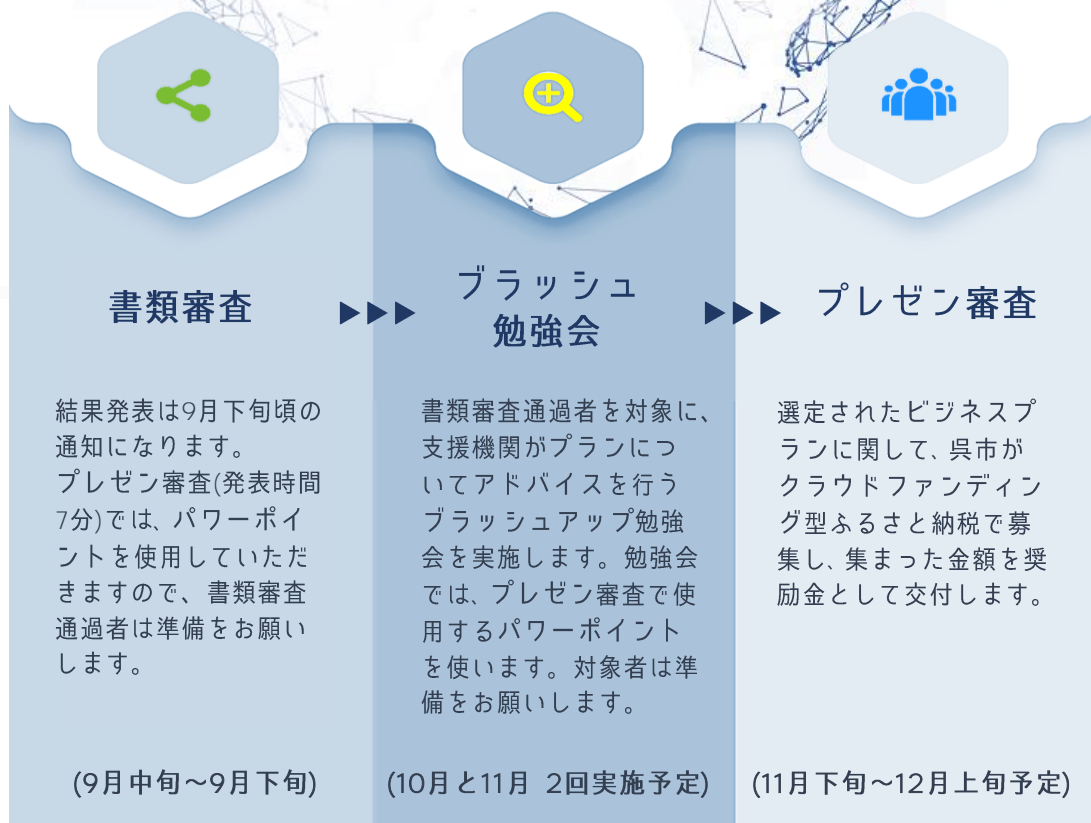 書類審査
結果発表は9月下旬頃の
通知になります。
プレゼン審査(発表時間
7分)では、パワーポイ
ントを使用していただ
きますので、書類審査
通過者は準備をお願い
します。
(9月中旬～9月下旬)
ブラッシュ
勉強会
書類審査通過者を対象に、
支援機関がプランにつ
いてアドバイスを行う
ブラッシュアップ勉強
会を実施します。勉強会
では、プレゼン審査で使
用するパワーポイント
を使います。対象者は準
備をお願いします。
(10月と11月 2回実施予定)
プレゼン審査
選定されたビジネスプ
ランに関して、呉市が
クラウドファンディン
グ型ふるさと納税で募
集し、集まった金額を奨
励金として交付します。
(11月下旬～12月上旬予定)